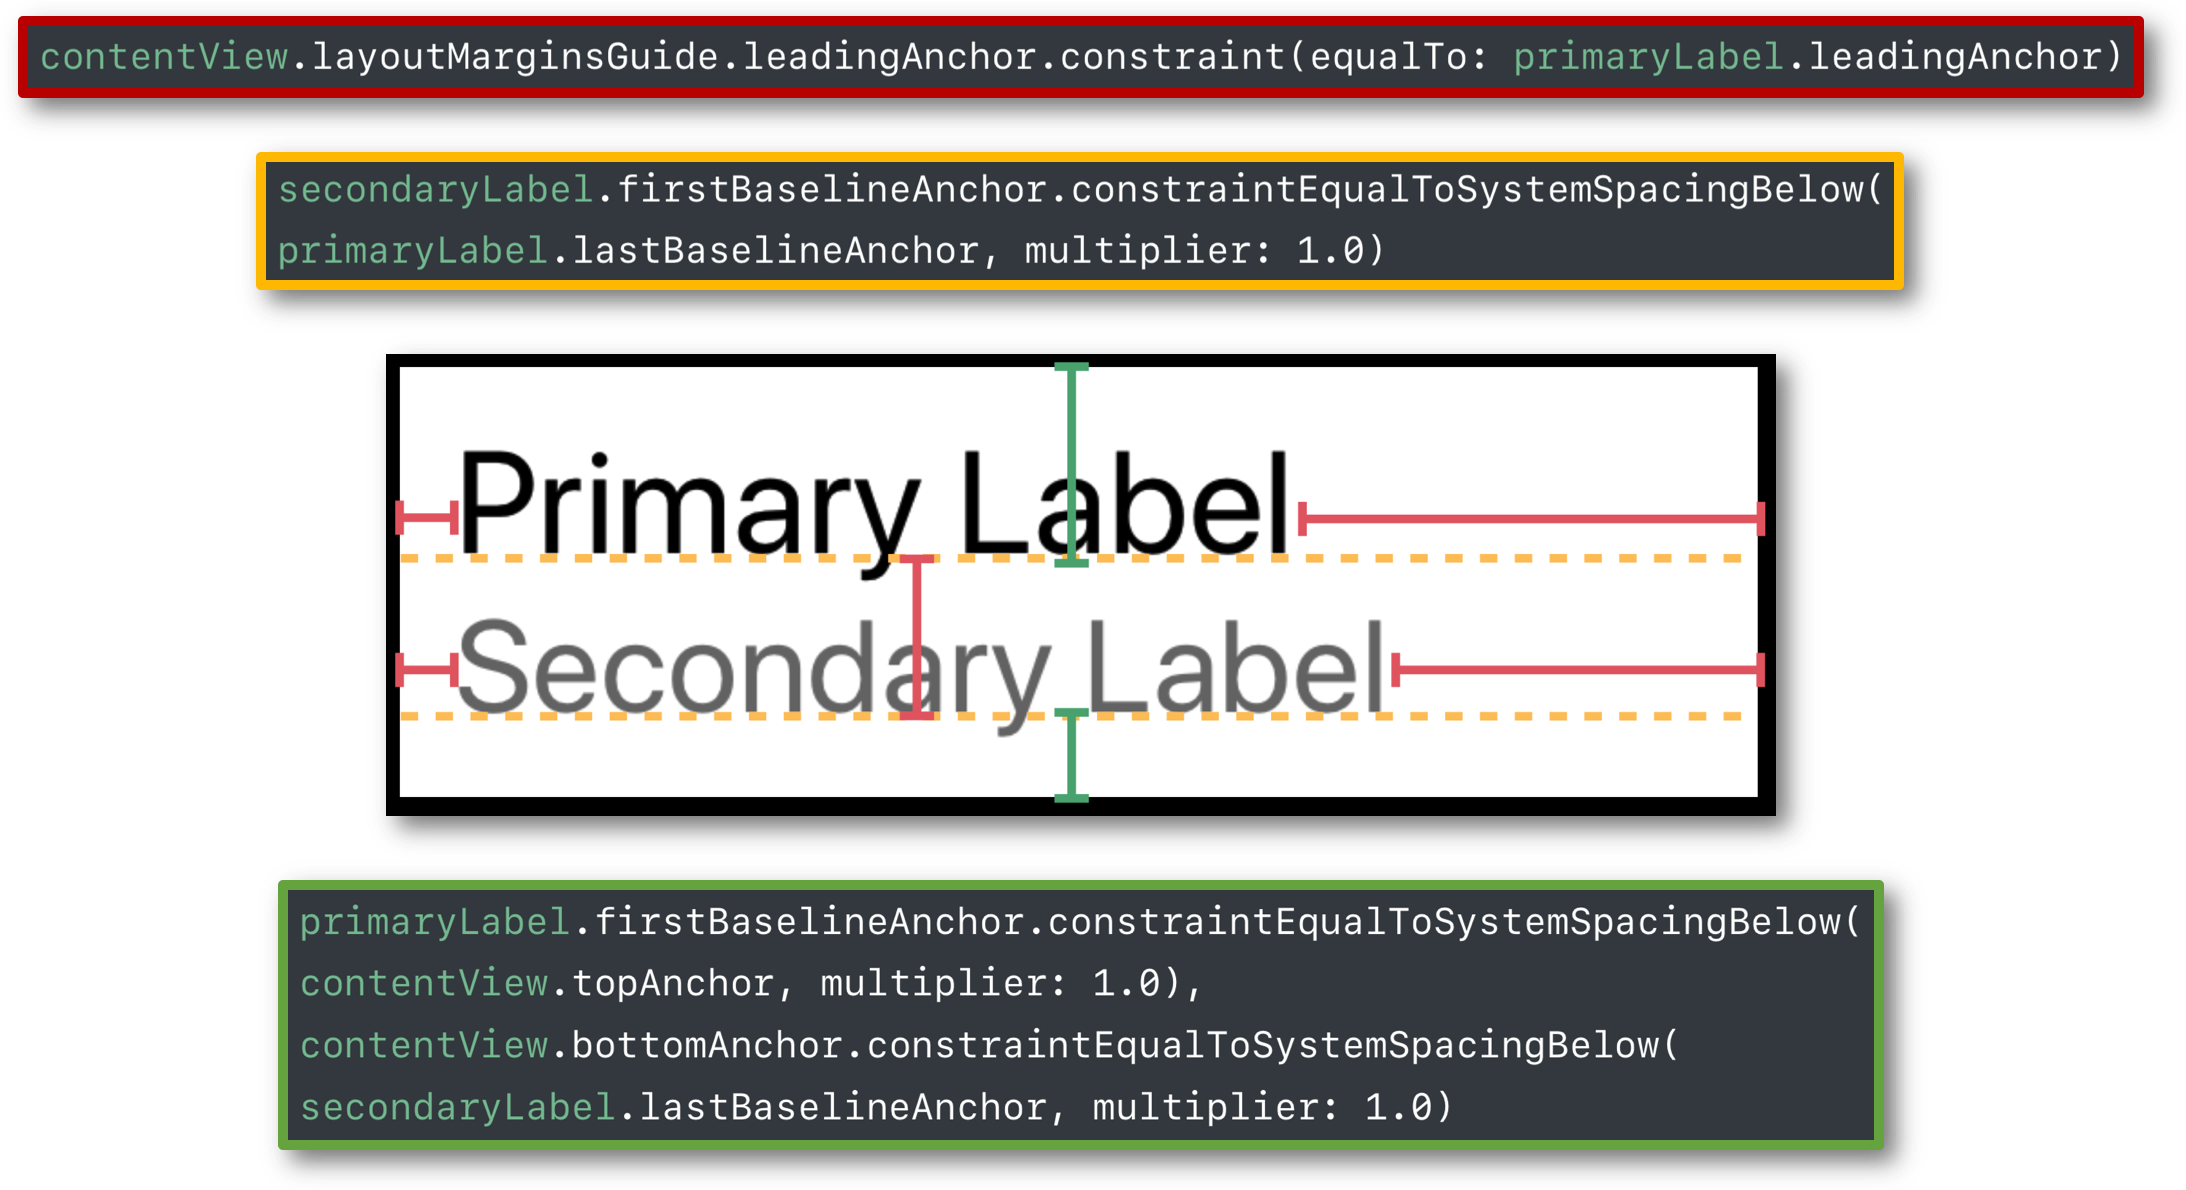 contentView.layoutMarginsGuide.leadingAnchor.constraint(equalTo: primaryLabel.leadingAnchor)
secondaryLabel.firstBaselineAnchor.constraintEqualToSystemSpacingBelow(
primaryLabel.lastBaselineAnchor, multiplier: 1.0)
Primary Label
Secondary Label
primaryLabel.firstBaselineAnchor.constraintEqualToSystemSpacingBelow(
contentView.topAnchor, multiplier: 1.0),
contentView.bottomAnchor.constraintEqualToSystemSpacingBelow(
secondaryLabel.lastBaselineAnchor, multiplier: 1.0)